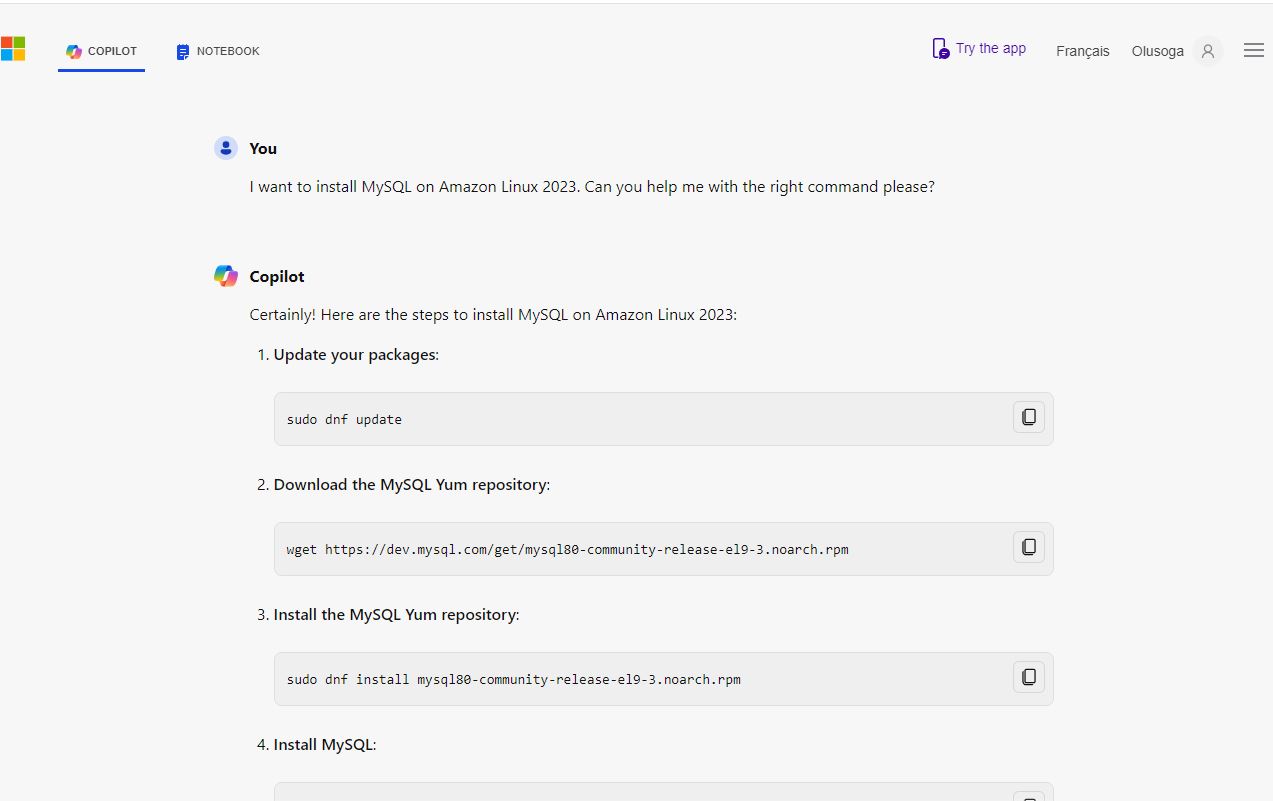 COPILOT
NOTEBOOK
Try the app
Français
Olusoga
You
I want to install MySQL on Amazon Linux 2023. Can you help me with the right command please?
Copilot
Certainly! Here are the steps to install MySQL on Amazon Linux 2023:
1. Update your packages:
sudo dnf update
2. Download the MySQL Yum repository:
wget https://dev.mysql.com/get/mysql80-community-release-el9-3.noarch.rpm
3. Install the MySQL Yum repository:
sudo dnf install mysql80-community-release-el9-3.noarch.rpm
4. Install MySQL: